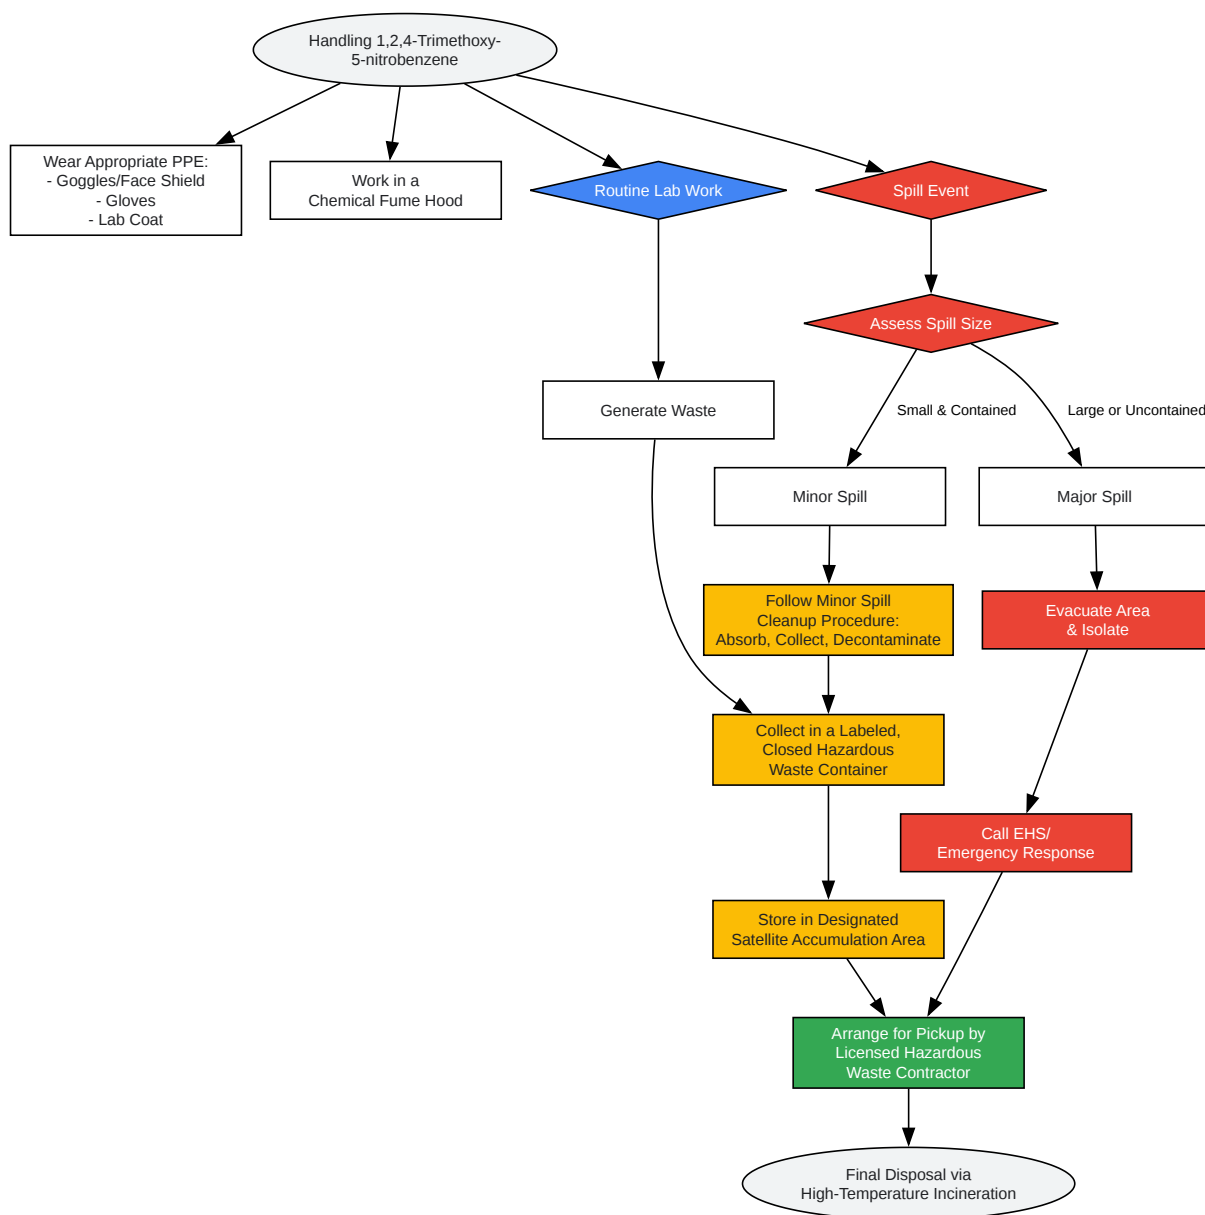 Handling 1,2,4-Trimethoxy-
5-nitrobenzene
Wear Appropriate PPE:
- Goggles/Face Shield
- Gloves
- Lab Coat
Work in a
Chemical Fume Hood
Routine Lab Work
Spill Event
Assess Spill Size
Generate Waste
Small & Contained
Large or Uncontained
Minor Spill
Major Spill
Follow Minor Spill
Cleanup Procedure:
Absorb, Collect, Decontaminate
Evacuate Area
& Isolate
Collect in a Labeled,
Closed Hazardous
Waste Container
Call EHS/
Emergency Response
Store in Designated
Satellite Accumulation Area
Arrange for Pickup by
Licensed Hazardous
Waste Contractor
Final Disposal via
High-Temperature Incineration